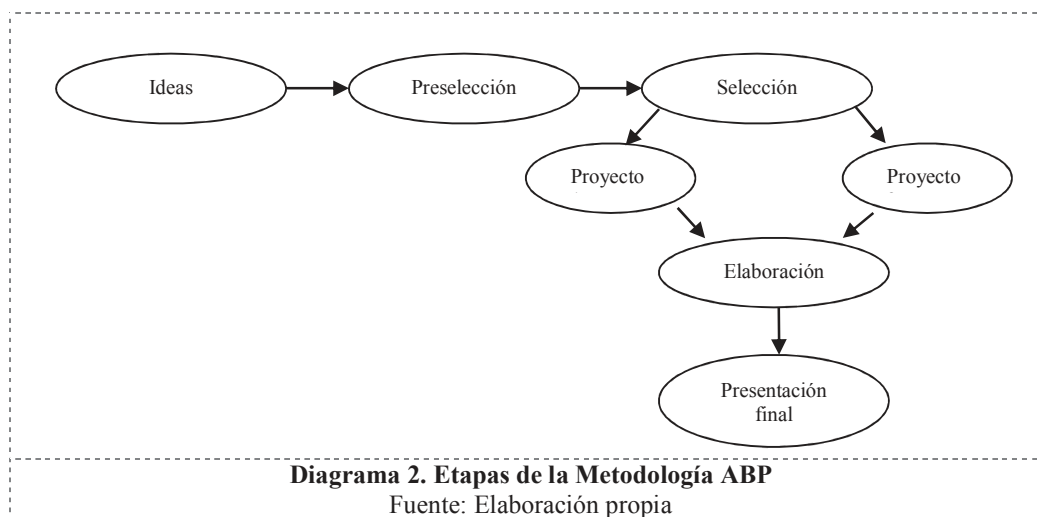 Ideas
Preselección
Selección
Proyecto
Proyecto
Elaboración
Presentación
final
Diagrama 2. Etapas de la Metodología ABP
Fuente: Elaboración propia